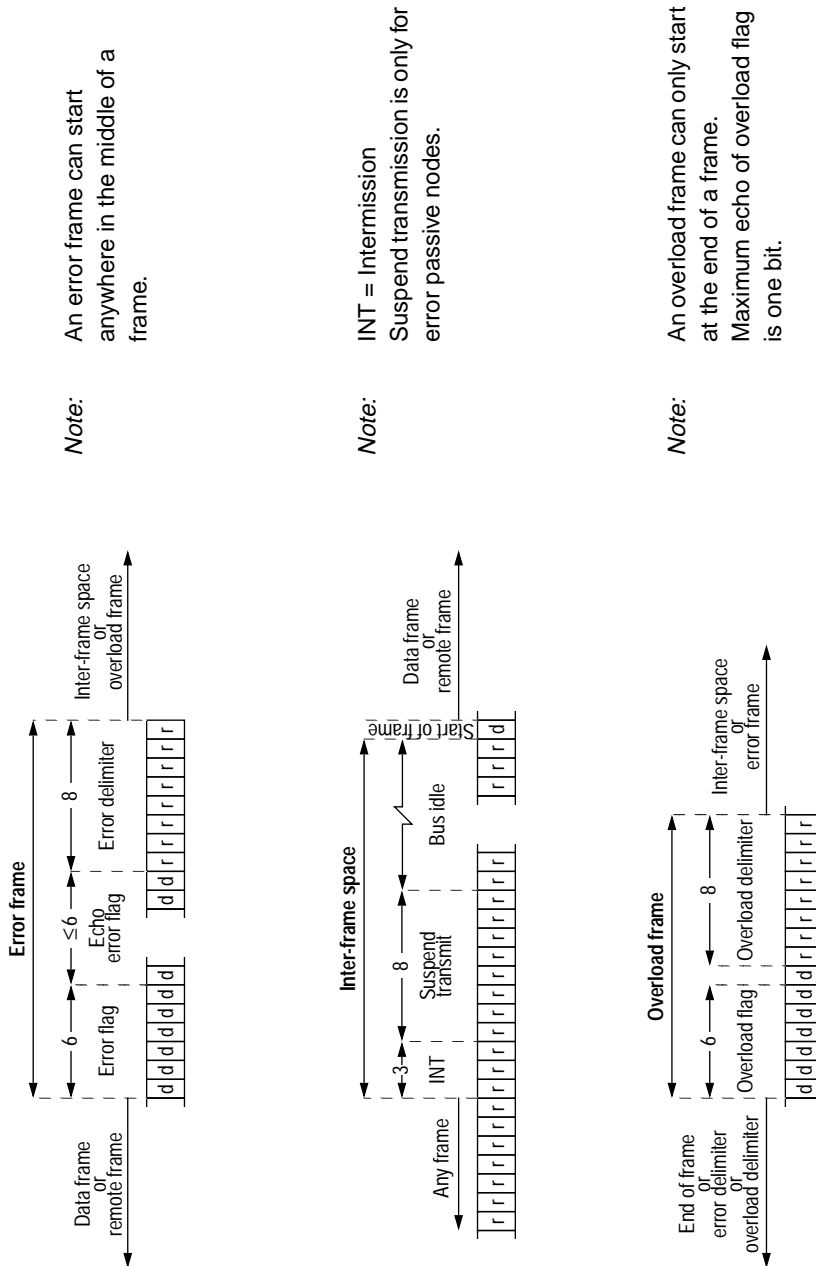 Error frame
6
≤6
8
Data frame
or
remote frame
Error flag
Echo
error flag
Error delimiter
Inter-frame space
or
overload frame
d d d d d d d d d r r r r r r r r
Note: An error frame can start
anywhere in the middle of a
frame.
Inter-frame space
3
8
Any frame
INT
Suspend
transmit
Bus idle
Start of frame
Data frame
or
remote frame
r r r r r r r r r r r r r r r r r r r r r r r d
Note: INT = Intermission
Suspend transmission is only for
error passive nodes.
Overload frame
6
8
End of frame
or
error delimiter
or
overload delimiter
Overload flag
Overload delimiter
Inter-frame space
or
error frame
d d d d d d d r r r r r r r r
Note: An overload frame can only start
at the end of a frame.
Maximum echo of overload flag
is one bit.